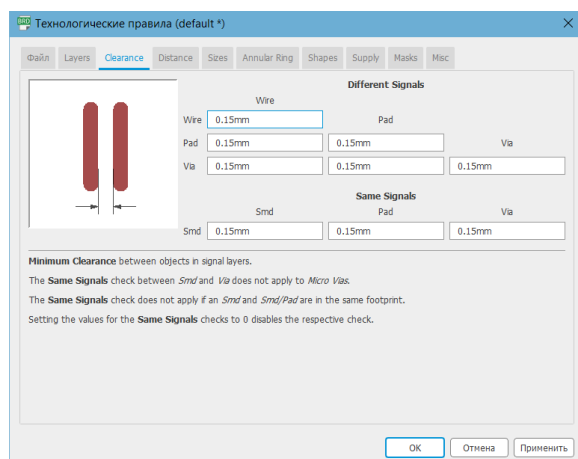 BRD Технологические правила (default *)
Файл Layers Clearance Distance Sizes Annular Ring Shapes Supply Masks Misc
Different Signals
Wire
Wire 0.15mm Pad
Pad 0.15mm 0.15mm Via
Via 0.15mm 0.15mm 0.15mm
Same Signals
Smd Pad Via
Smd 0.15mm 0.15mm 0.15mm
Minimum Clearance between objects in signal layers.
The Same Signals check between Smd and Via does not apply to Micro Vias.
The Same Signals check does not apply if an Smd and Smd/Pad are in the same footprint.
Setting the values for the Same Signals checks to 0 disables the respective check.
OK Отмена Применить